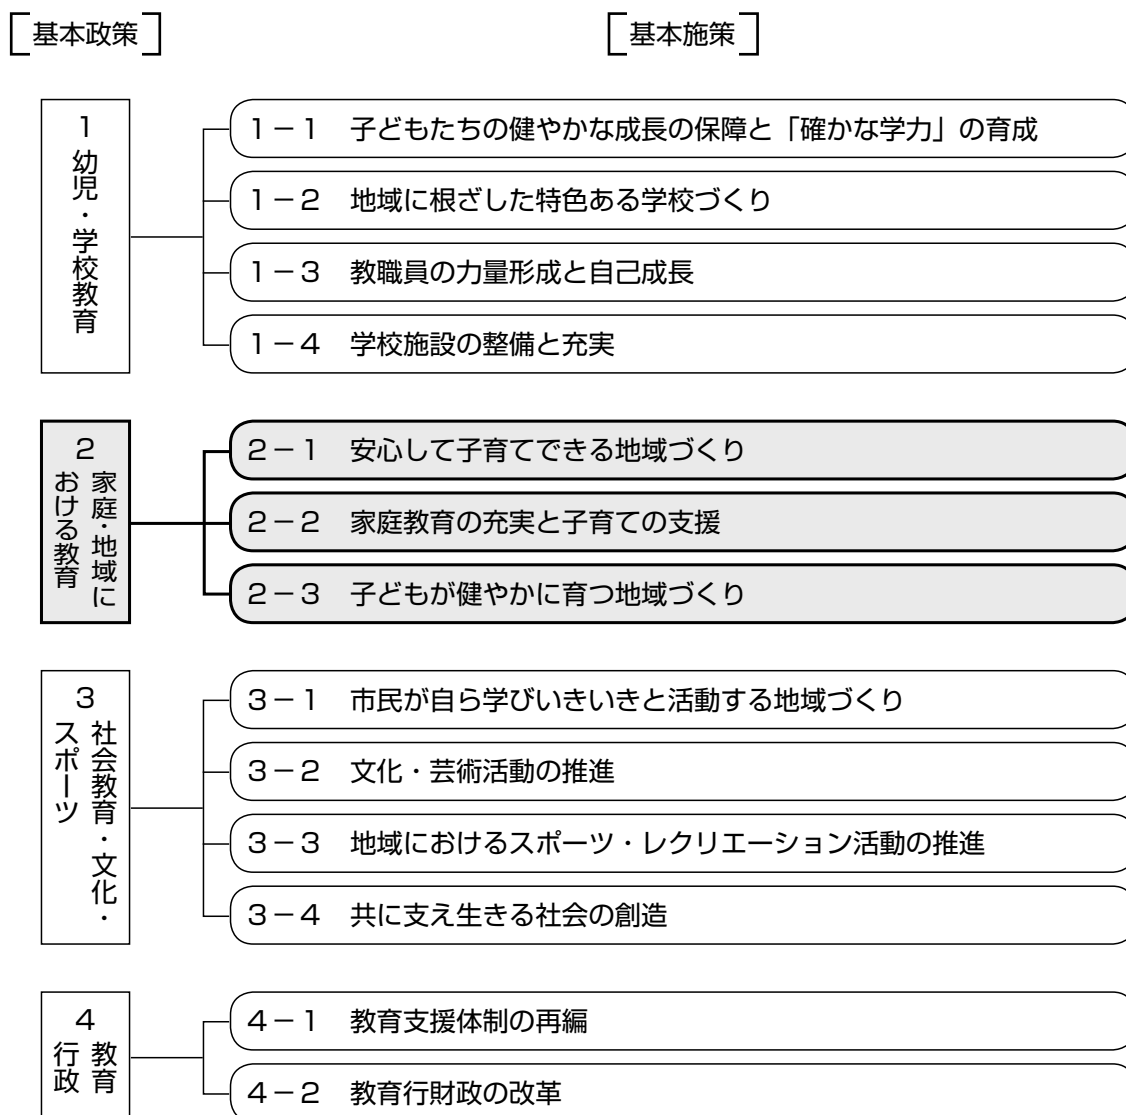 ［基本政策］
［基本施策］
1 幼児・学校教育
1－1 子どもたちの健やかな成長の保障と「確かな学力」の育成
1－2 地域に根ざした特色ある学校づくり
1－3 教職員の力量形成と自己成長
1－4 学校施設の整備と充実
2 家庭・地域に
おける教育
2－1 安心して子育てできる地域づくり
2－2 家庭教育の充実と子育ての支援
2－3 子どもが健やかに育つ地域づくり
3 社会教育・文化・
スポーツ
3－1 市民が自ら学びいきいきと活動する地域づくり
3－2 文化・芸術活動の推進
3－3 地域におけるスポーツ・レクリエーション活動の推進
3－4 共に支え生きる社会の創造
4 教育
行政
4－1 教育支援体制の再編
4－2 教育行財政の改革